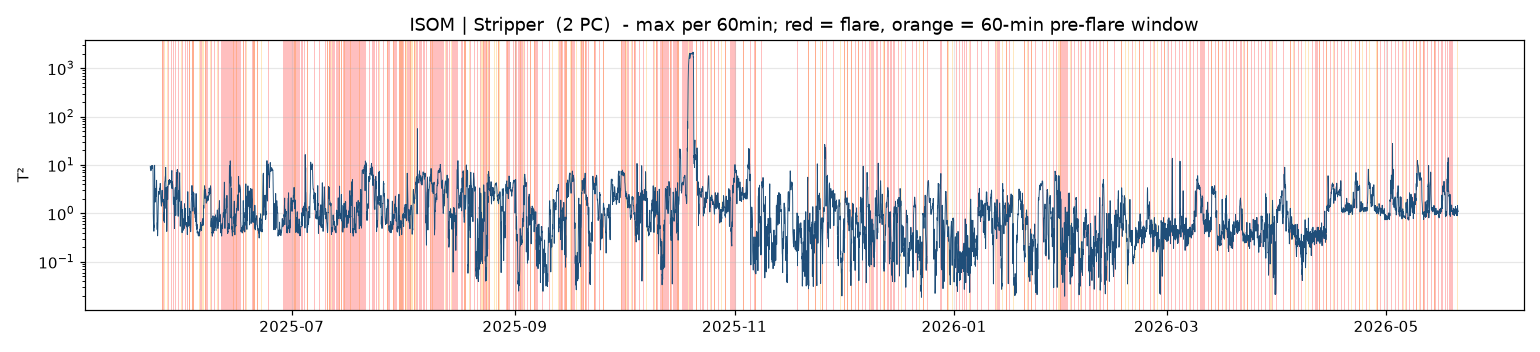 ISOM | Stripper  (2 PC)  - max per 60min; red = flare, orange = 60-min pre-flare window
T²
10³
10²
10¹
10⁰
10⁻¹
2025-07 2025-09 2025-11 2026-01 2026-03 2026-05